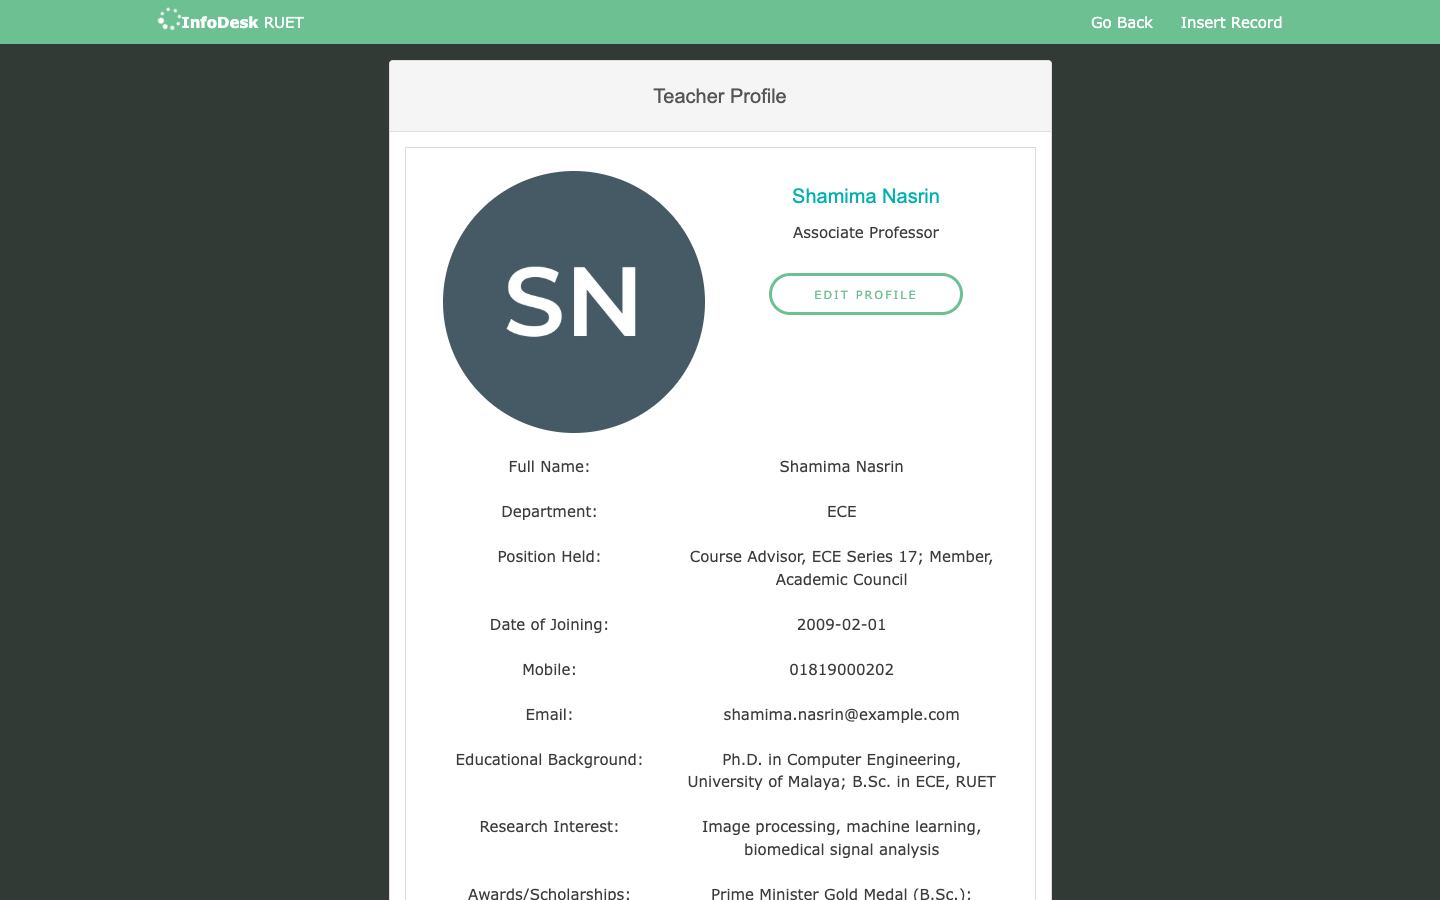 InfoDesk RUET
Go Back
Insert Record
Teacher Profile
SN
Shamima Nasrin
Associate Professor
EDIT PROFILE
Full Name:
Shamima Nasrin
Department:
ECE
Position Held:
Course Advisor, ECE Series 17; Member,
Academic Council
Date of Joining:
2009-02-01
Mobile:
01819000202
Email:
shamima.nasrin@example.com
Educational Background:
Ph.D. in Computer Engineering,
University of Malaya; B.Sc. in ECE, RUET
Research Interest:
Image processing, machine learning,
biomedical signal analysis
Awards/Scholarships:
Prime Minister Gold Medal (B.Sc.);